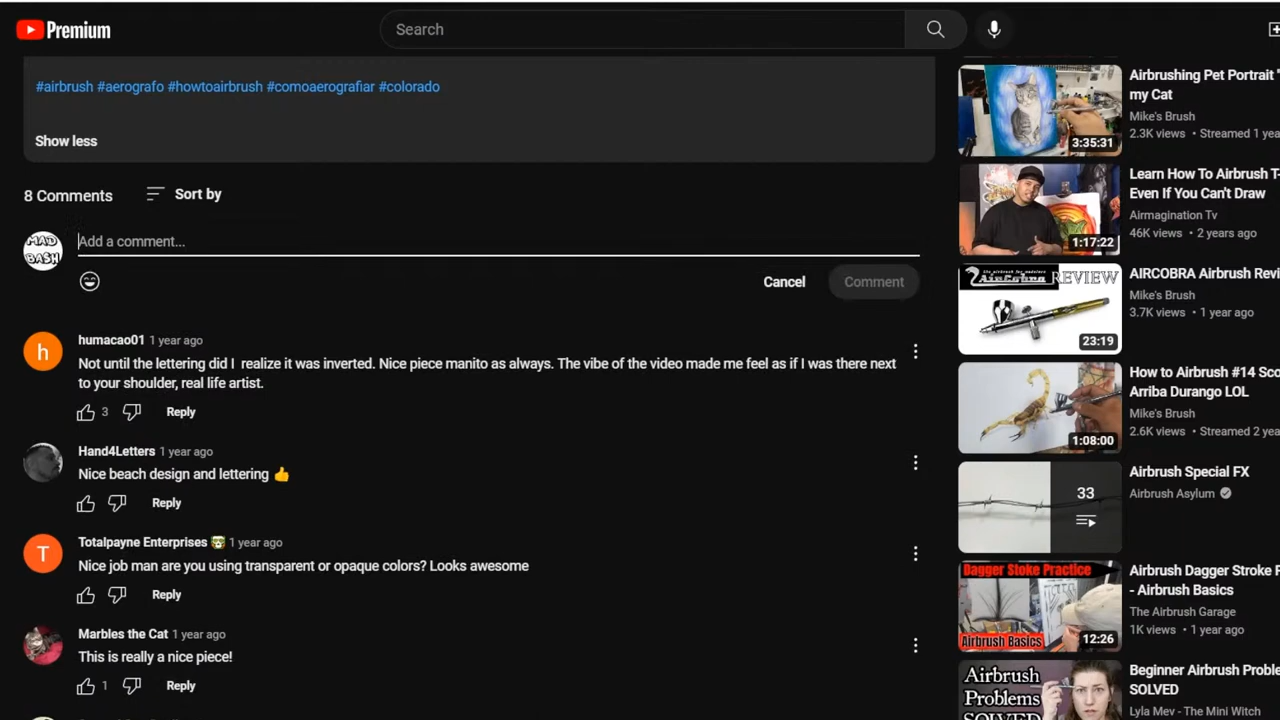 Premium
Search
#airbrush #aerografo #howtoairbrush #comoaerografiar #colorado
Show less
8 Comments
Sort by
MAD
BASH
Add a comment...
Cancel
Comment
h
humacao01 1 year ago
Not until the lettering did I realize it was inverted. Nice piece manito as always. The vibe of the video made me feel as if I was there next
to your shoulder, real life artist.
3
Reply
Hand4Letters 1 year ago
Nice beach design and lettering 👍
Reply
T
Totalpayne Enterprises 1 year ago
Nice job man are you using transparent or opaque colors? Looks awesome
Reply
Marbles the Cat 1 year ago
This is really a nice piece!
1
Reply
Airbrushing Pet Portrait "
my Cat
Mike's Brush
2.3K views • Streamed 1 ye
3:35:31
Learn How To Airbrush T-
Even If You Can't Draw
Airmagination Tv
46K views • 2 years ago
1:17:22
AirCobra REVIEW
AIRCOBRA Airbrush Revi
Mike's Brush
3.7K views • 1 year ago
23:19
How to Airbrush #14 Sco
Arriba Durango LOL
Mike's Brush
2.6K views • Streamed 2
1:08:00
33
Airbrush Special FX
Airbrush Asylum
Dagger Stoke Practice
Airbrush Basics
12:26
Airbrush Dagger Stroke P
- Airbrush Basics
The Airbrush Garage
1K views • 1 year ago
Airbrush
Problems
SOLVED
Beginner Airbrush Proble
SOLVED
Lyla Mev - The Mini Witch